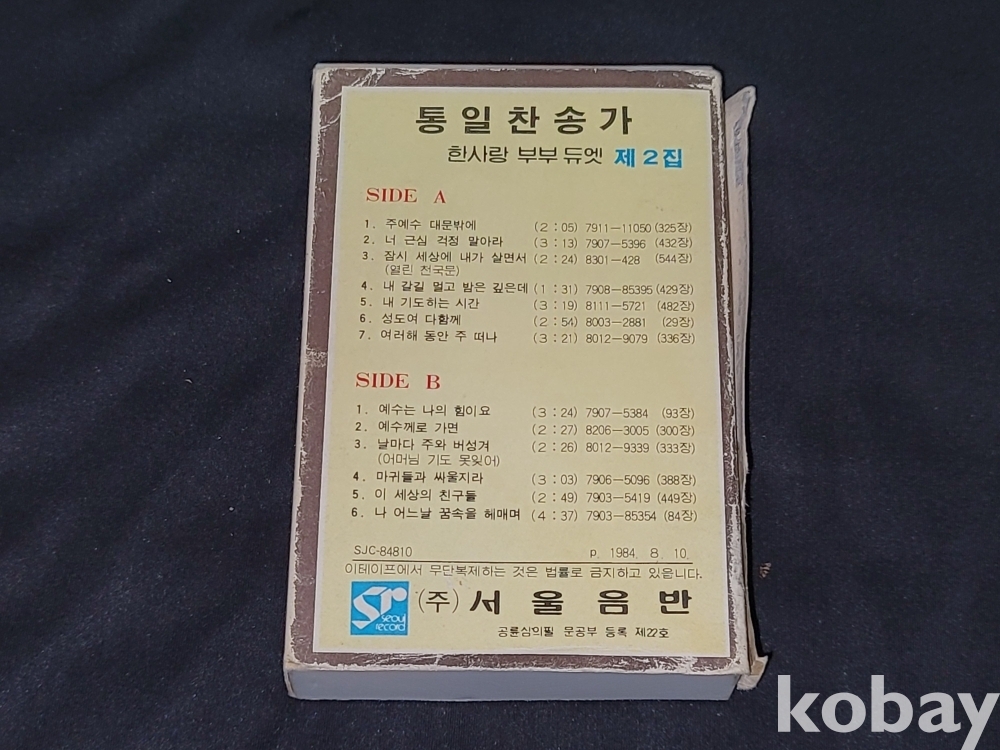 통일찬송가
한사랑 부부 듀엣 제2집
SIDE A
1. 주예수 대문밖에 (2:05) 7911-11050 (325장)
2. 너 근심 걱정 말아라 (3:13) 7907-5396 (432장)
3. 잠시 세상에 내가 살면서 (2:24) 8301-428 (544장)
(열린 천국문)
4. 내 갈길 멀고 밤은 깊은데 (1:31) 7908-85395 (429장)
5. 내 기도하는 시간 (3:19) 8111-5721 (482장)
6. 성도여 다함께 (2:54) 8003-2881 (29장)
7. 여러해 동안 주 떠나 (3:21) 8012-9079 (336장)
SIDE B
1. 예수는 나의 힘이요 (3:24) 7907-5384 (93장)
2. 예수께로 가면 (2:27) 8206-3005 (300장)
3. 날마다 주와 버성겨 (2:26) 8012-9339 (333장)
(어머님 기도 못잊어)
4. 마귀들과 싸울지라 (3:03) 7906-5096 (388장)
5. 이 세상의 친구들 (2:49) 7903-5419 (449장)
6. 나 어느날 꿈속을 헤매며 (4:37) 7903-85354 (84장)
SJC-84810 p. 1984. 8. 10.
이테이프에서 무단복제하는 것은 법률로 금지하고 있읍니다.
sr seoul record (주) 서울음반
공륜심의필 문공부 등록 제22호
kobay